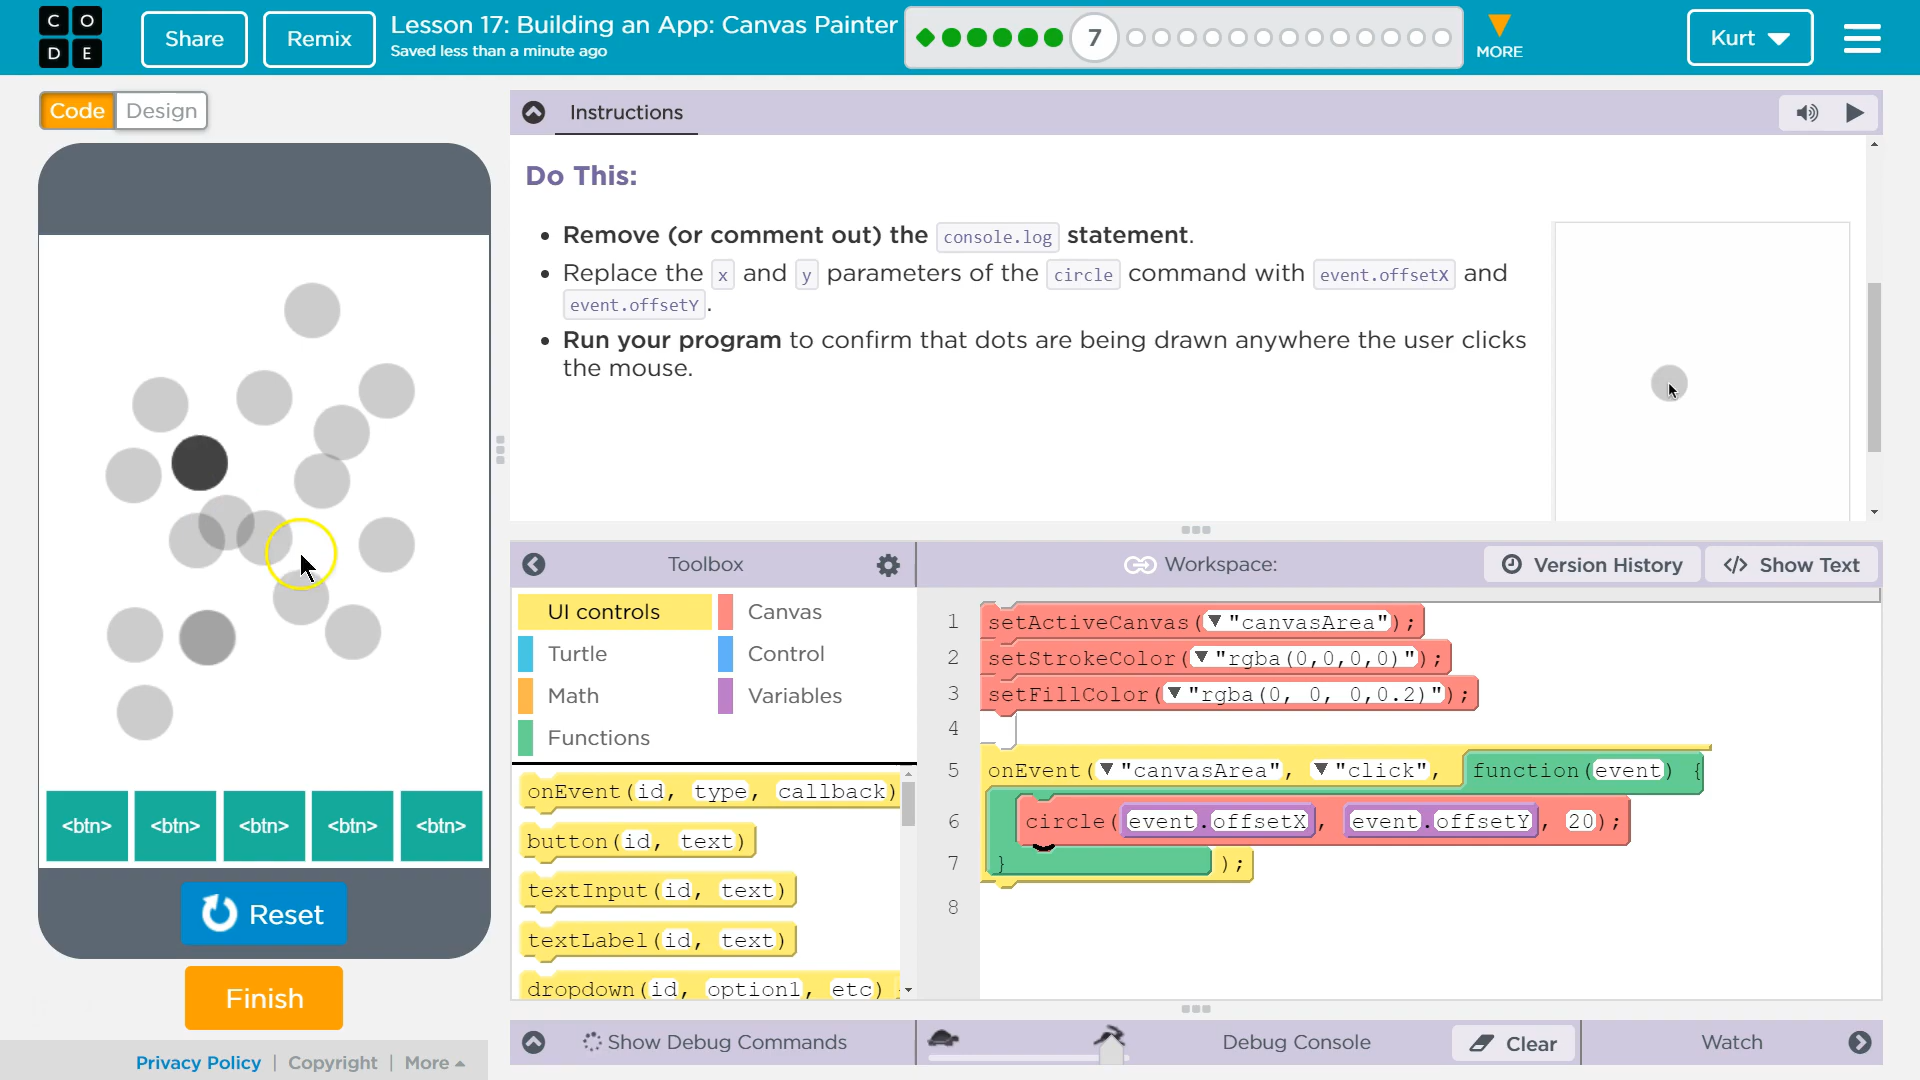 C O
D E
Share
Remix
Lesson 17: Building an App: Canvas Painter
Saved less than a minute ago
7
MORE
Kurt
Code
Design
Instructions
Do This:
Remove (or comment out) the console.log statement.
Replace the x and y parameters of the circle command with event.offsetX and
event.offsetY.
Run your program to confirm that dots are being drawn anywhere the user clicks
the mouse.
Toolbox
Workspace:
Version History
</> Show Text
UI controls
Canvas
Turtle
Control
Math
Variables
Functions
onEvent(id, type, callback)
button(id, text)
textInput(id, text)
textLabel(id, text)
dropdown(id, option1, etc)
1 setActiveCanvas(▼"canvasArea");
2 setStrokeColor(▼"rgba(0,0,0,0)");
3 setFillColor(▼"rgba(0, 0, 0,0.2)");
4
5 onEvent(▼"canvasArea", ▼"click", function(event) {
6 circle(event.offsetX, event.offsetY, 20);
7 } );
8
<btn>
<btn>
<btn>
<btn>
<btn>
Reset
Finish
Show Debug Commands
Debug Console
Clear
Watch
Privacy Policy | Copyright | More